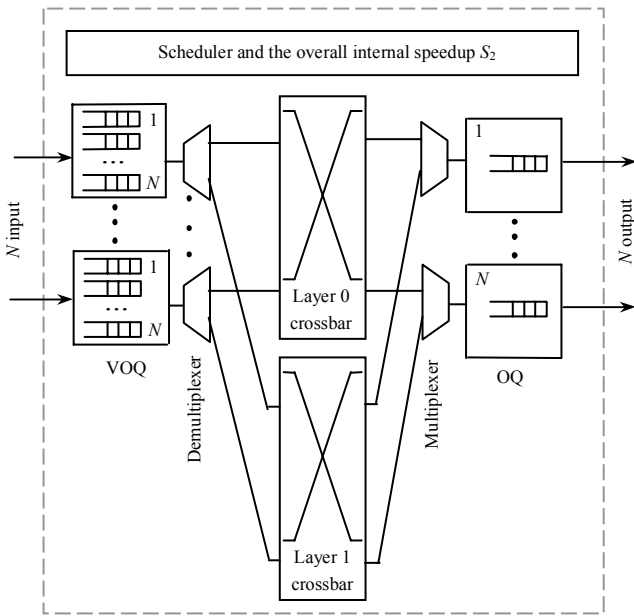 Scheduler and the overall internal speedup S₂
1
...
N
1
...
N
VOQ
N input
Demultiplexer
Layer 0
crossbar
Layer 1
crossbar
Multiplexer
1
N
OQ
N output